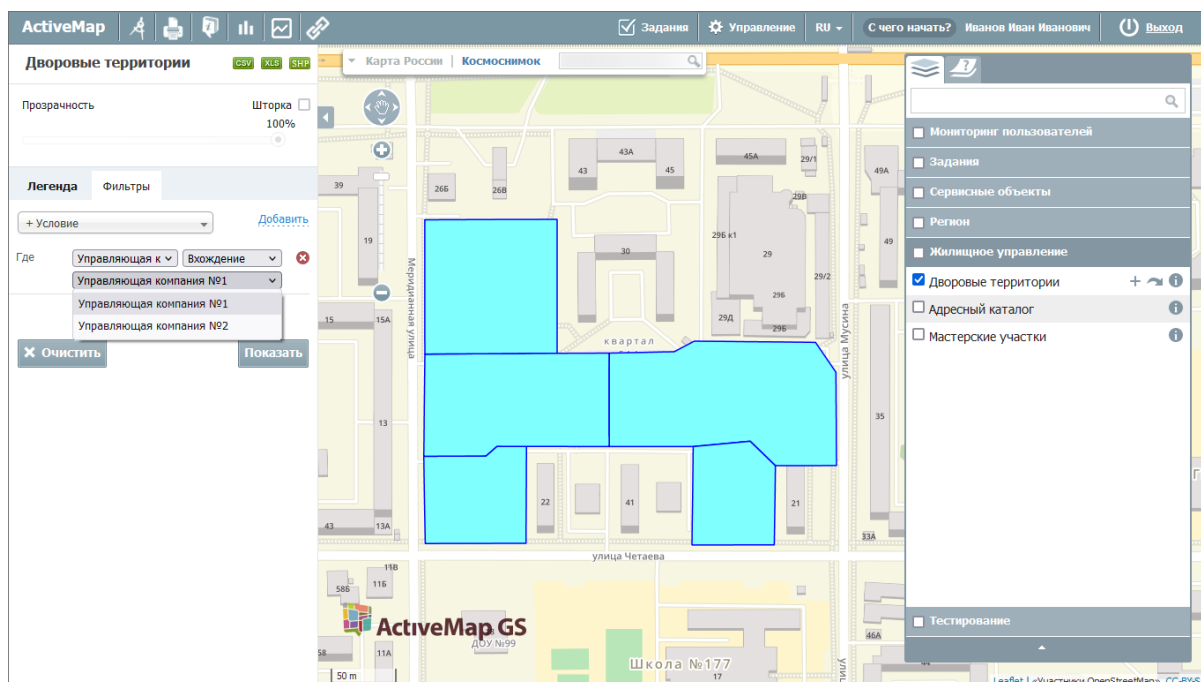 ActiveMap
Задания
Управление
RU
С чего начать?
Иванов Иван Иванович
Выход
Дворовые территории
CSV XLS SHP
Прозрачность
Шторка
100%
Легенда
Фильтры
+ Условие
Добавить
Где
Управляющая к
Вхождение
Управляющая компания №1
Управляющая компания №1
Управляющая компания №2
Очистить
Показать
Карта России | Космоснимок
43А
43
45
45А
29/1
49А
39
26Б
26В
29В
19
30
29Б к1
29
49
29/2
Меридианная улица
29Б
15
15А
29Д
29Б
квартал
улица Мусина
13
35
22
41
21
43
13А
33А
улица Четаева
11В
58Б
11Б
ActiveMap GS
ДОУ №99
46А
58
11А
Школа №177
17
50 m
Мониторинг пользователей
Задания
Сервисные объекты
Регион
Жилищное управление
Дворовые территории
Адресный каталог
Мастерские участки
Тестирование
44
Leaflet | «Участники OpenStreetMap», CC-BY-S